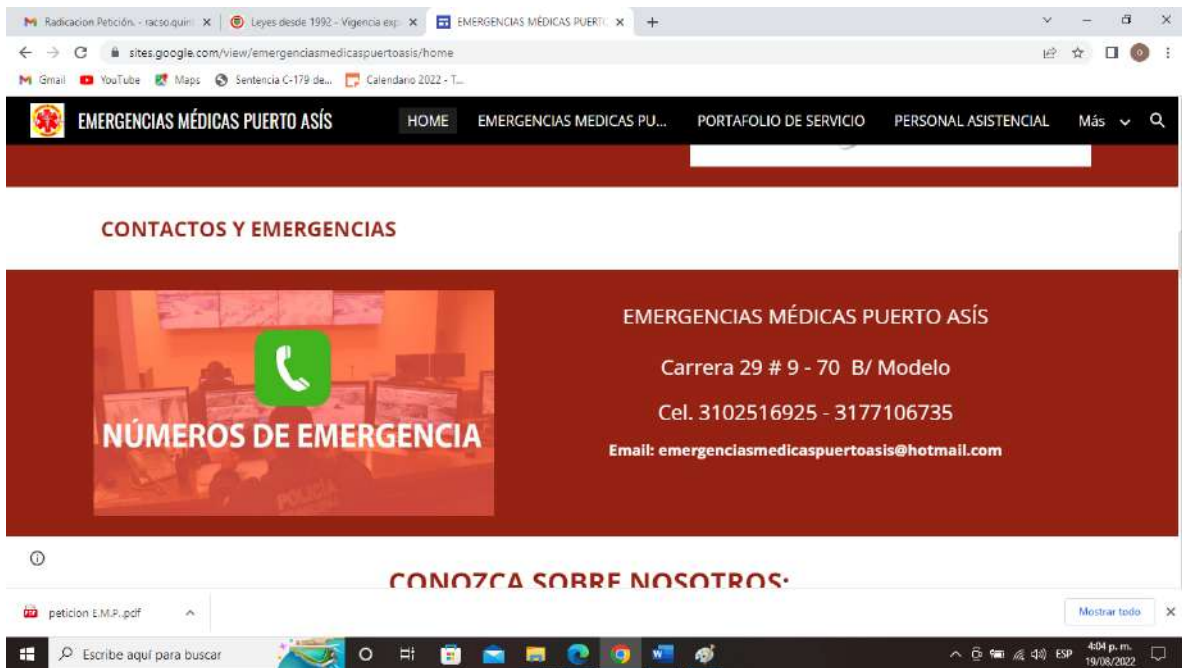 Radicacion Petición. - racso.quin
Leyes desde 1992 - Vigencia exp
EMERGENCIAS MÉDICAS PUERTO
sites.google.com/view/emergenciasmedicaspuertoasis/home
Gmail YouTube Maps Sentencia C-179 de... Calendario 2022 - T...
EMERGENCIAS MÉDICAS PUERTO ASÍS HOME EMERGENCIAS MEDICAS PU... PORTAFOLIO DE SERVICIO PERSONAL ASISTENCIAL Más
CONTACTOS Y EMERGENCIAS
NÚMEROS DE EMERGENCIA
POLICÍA
EMERGENCIAS MÉDICAS PUERTO ASÍS
Carrera 29 # 9 - 70 B/ Modelo
Cel. 3102516925 - 3177106735
Email: emergenciasmedicaspuertoasis@hotmail.com
CONOZCA SOBRE NOSOTROS:
peticion E.M.P..pdf
Mostrar todo
Escribe aquí para buscar
ESP
4:04 p. m.
19/08/2022